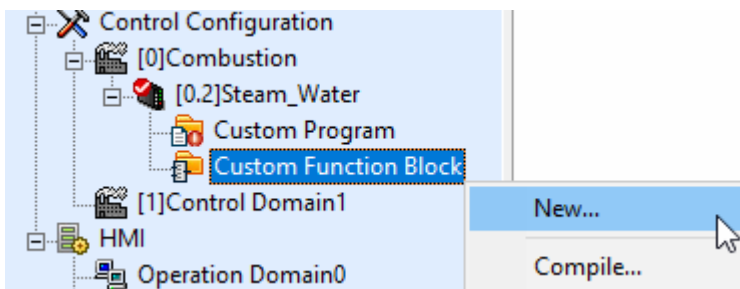 Control Configuration
[0]Combustion
[0.2]Steam_Water
Custom Program
Custom Function Block
[1]Control Domain1
New...
HMI
Operation Domain0
Compile...